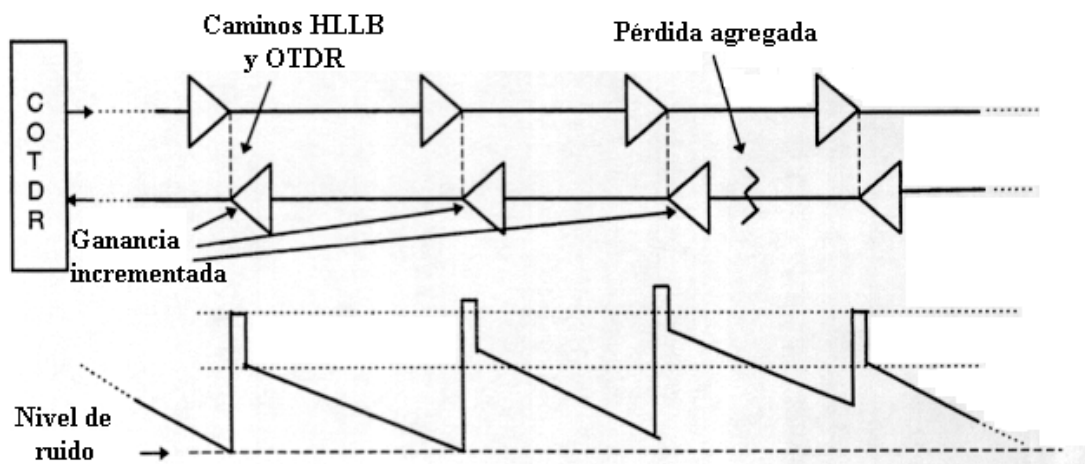 Caminos HLLB
y OTDR
Pérdida agregada
C
O
T
D
R
Ganancia
incrementada
Nivel de
ruido